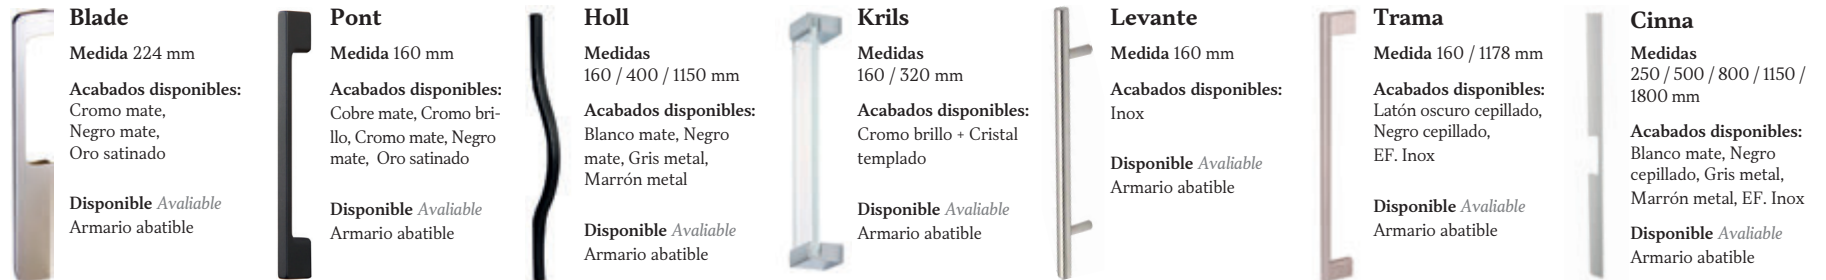 Blade
Medida 224 mm
Acabados disponibles:
Cromo mate,
Negro mate,
Oro satinado
Disponible Avaliable
Armario abatible
Pont
Medida 160 mm
Acabados disponibles:
Cobre mate, Cromo bri-
llo, Cromo mate, Negro
mate, Oro satinado
Disponible Avaliable
Armario abatible
Holl
Medidas
160 / 400 / 1150 mm
Acabados disponibles:
Blanco mate, Negro
mate, Gris metal,
Marrón metal
Disponible Avaliable
Armario abatible
Krils
Medidas
160 / 320 mm
Acabados disponibles:
Cromo brillo + Cristal
templado
Disponible Avaliable
Armario abatible
Levante
Medida 160 mm
Acabados disponibles:
Inox
Disponible Avaliable
Armario abatible
Trama
Medida 160 / 1178 mm
Acabados disponibles:
Latón oscuro cepillado,
Negro cepillado,
EF. Inox
Disponible Avaliable
Armario abatible
Cinna
Medidas
250 / 500 / 800 / 1150 /
1800 mm
Acabados disponibles:
Blanco mate, Negro
cepillado, Gris metal,
Marrón metal, EF. Inox
Disponible Avaliable
Armario abatible